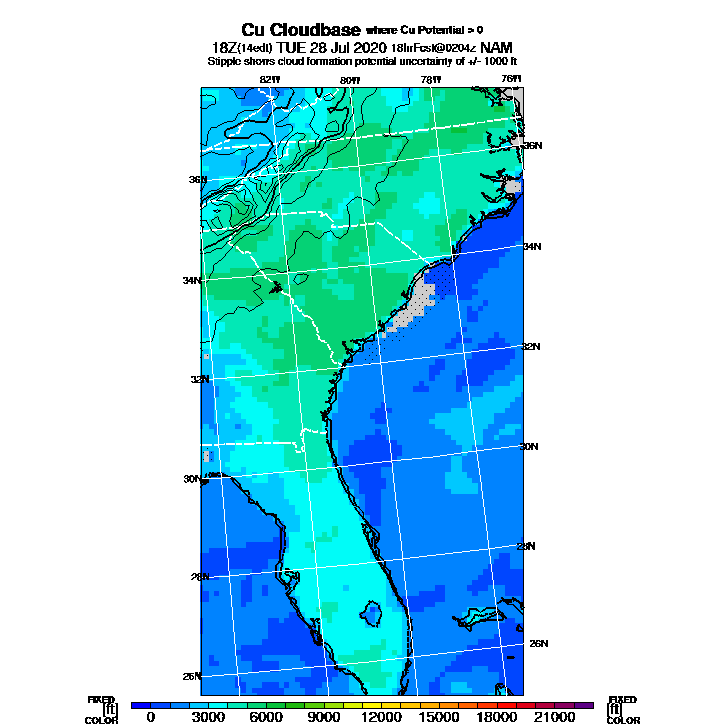 Cu Cloudbase where Cu Potential > 0
18Z(14edt) TUE 28 Jul 2020 18hrFcst@0204z NAM
Stipple shows cloud formation potential uncertainty of +/- 1000 ft
82W 80W 78W 76W
36N
36N
34N
34N
32N
32N
30N
30N
28N
28N
26N
26N
FIXED FIXED
[ft] [ft]
COLOR COLOR
0 3000 6000 9000 12000 15000 18000 21000